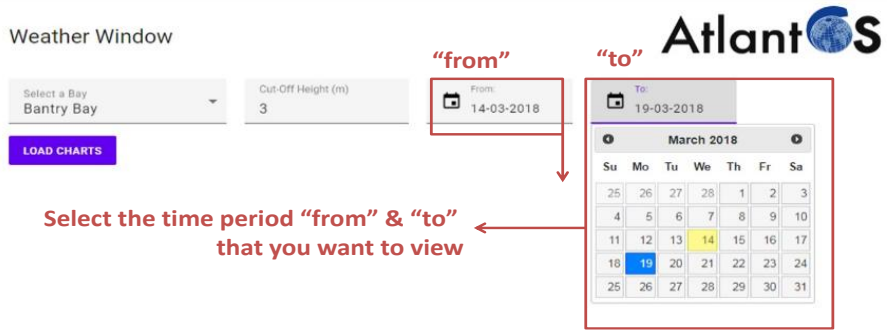 Weather Window
AtlantOS
"from"
"to"
Select a Bay
Bantry Bay
Cut-Off Height (m)
3
From:
14-03-2018
To:
19-03-2018
LOAD CHARTS
March 2018
Su Mo Tu We Th Fr Sa
25 26 27 28 1 2 3
4 5 6 7 8 9 10
11 12 13 14 15 16 17
18 19 20 21 22 23 24
25 26 27 28 29 30 31
Select the time period “from” & “to”
that you want to view